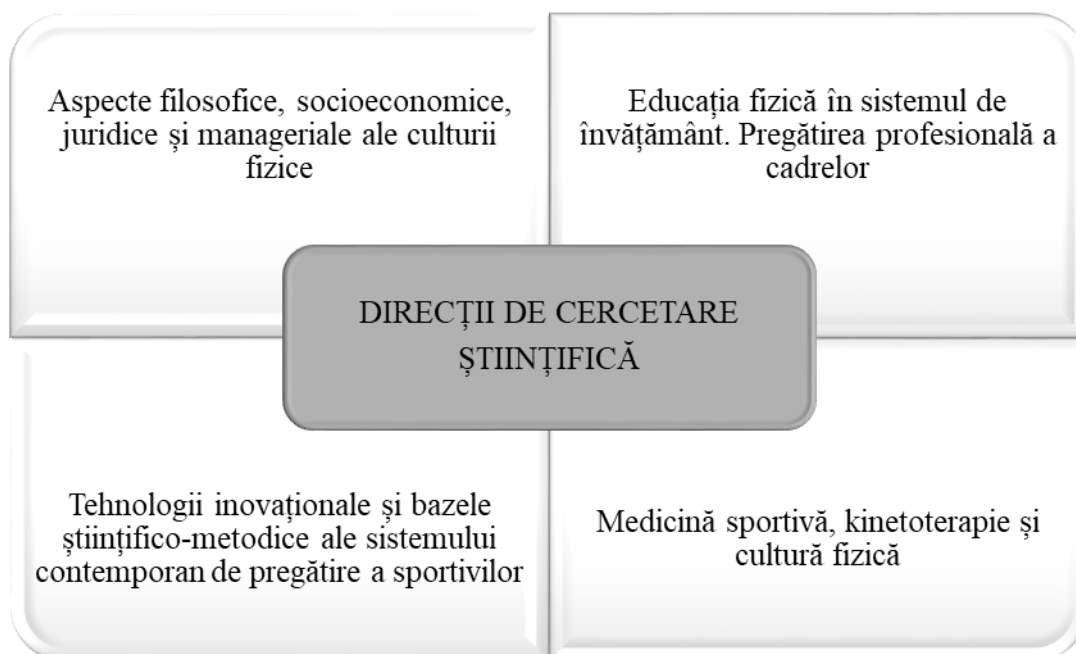 Aspecte filosofice, socioeconomice,
juridice și manageriale ale culturii
fizice
Educația fizică în sistemul de
învățământ. Pregătirea profesională a
cadrelor
DIRECȚII DE CERCETARE
ȘTIINȚIFICĂ
Tehnologii inovaționale și bazele
științifico-metodice ale sistemului
contemporan de pregătire a sportivilor
Medicină sportivă, kinetoterapie și
cultură fizică